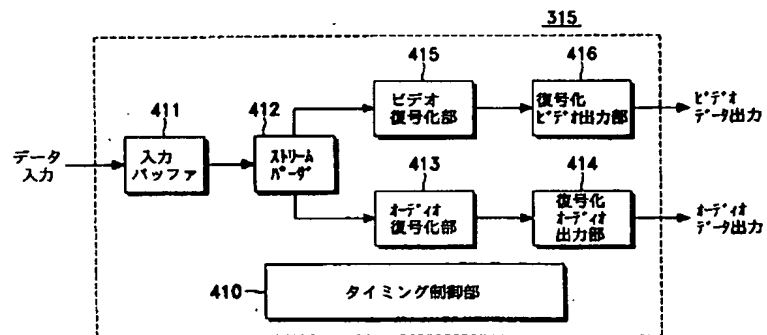 315
415
416
411
412
ビデオ
復号化部
復号化
ビデオ出力部
ビデオ
データ出力
データ
入力
入力
バッファ
ストリーム
パーザ
413
414
オーディオ
復号化部
復号化
オーディオ
出力部
オーディオ
データ出力
410
タイミング制御部